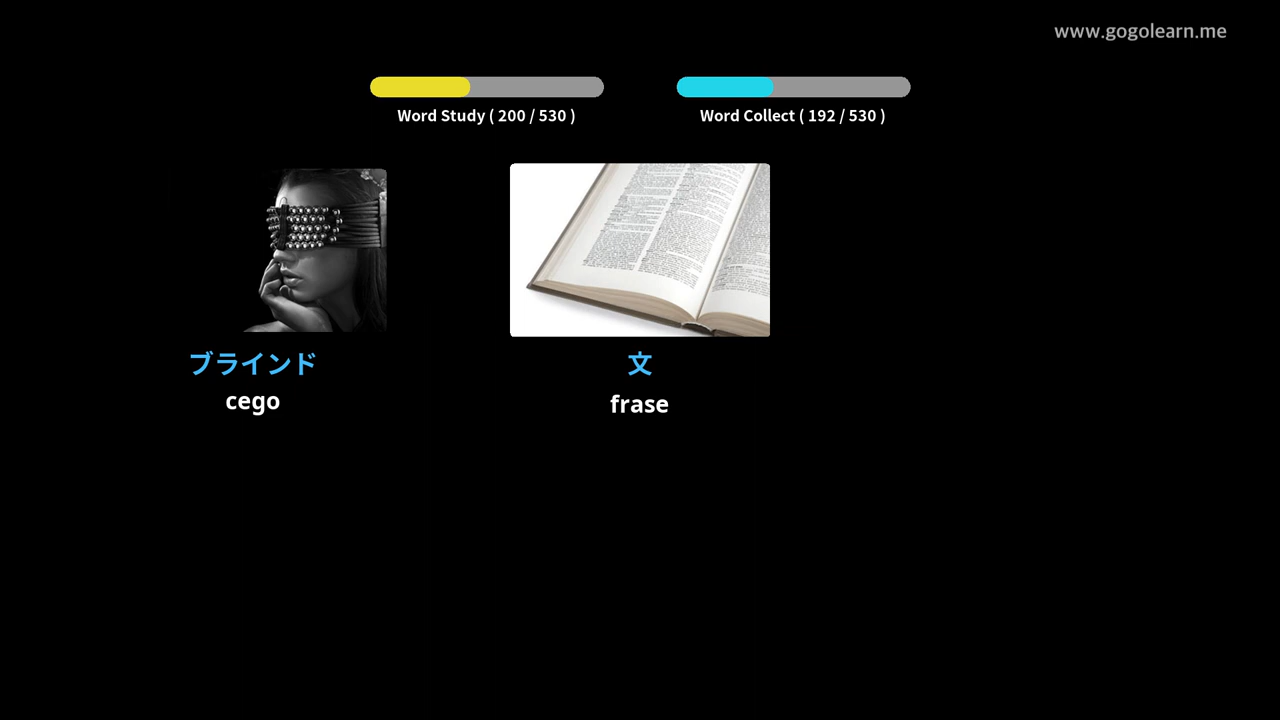 www.gogolearn.me
Word Study ( 200 / 530 )
Word Collect ( 192 / 530 )
ブラインド
cego
文
frase